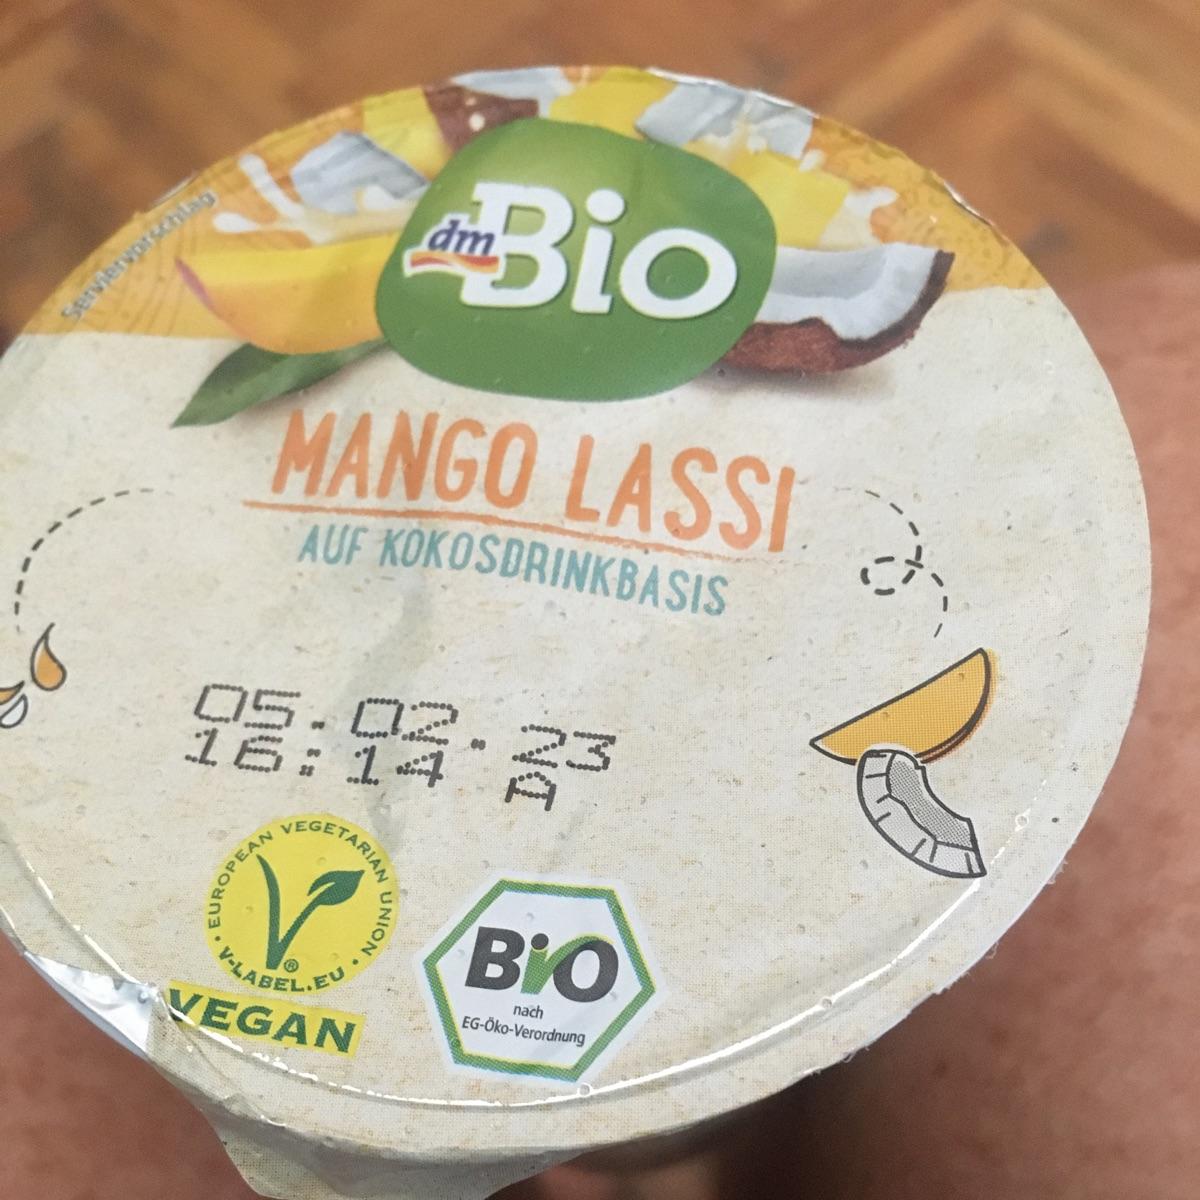 Serviervorschlag
dm Bio
MANGO LASSI
AUF KOKOSDRINKBASIS
05.02.23
16:14 A
EUROPEAN VEGETARIAN UNION
V-LABEL.EU ®
VEGAN
BiO
nach
EG-Öko-Verordnung